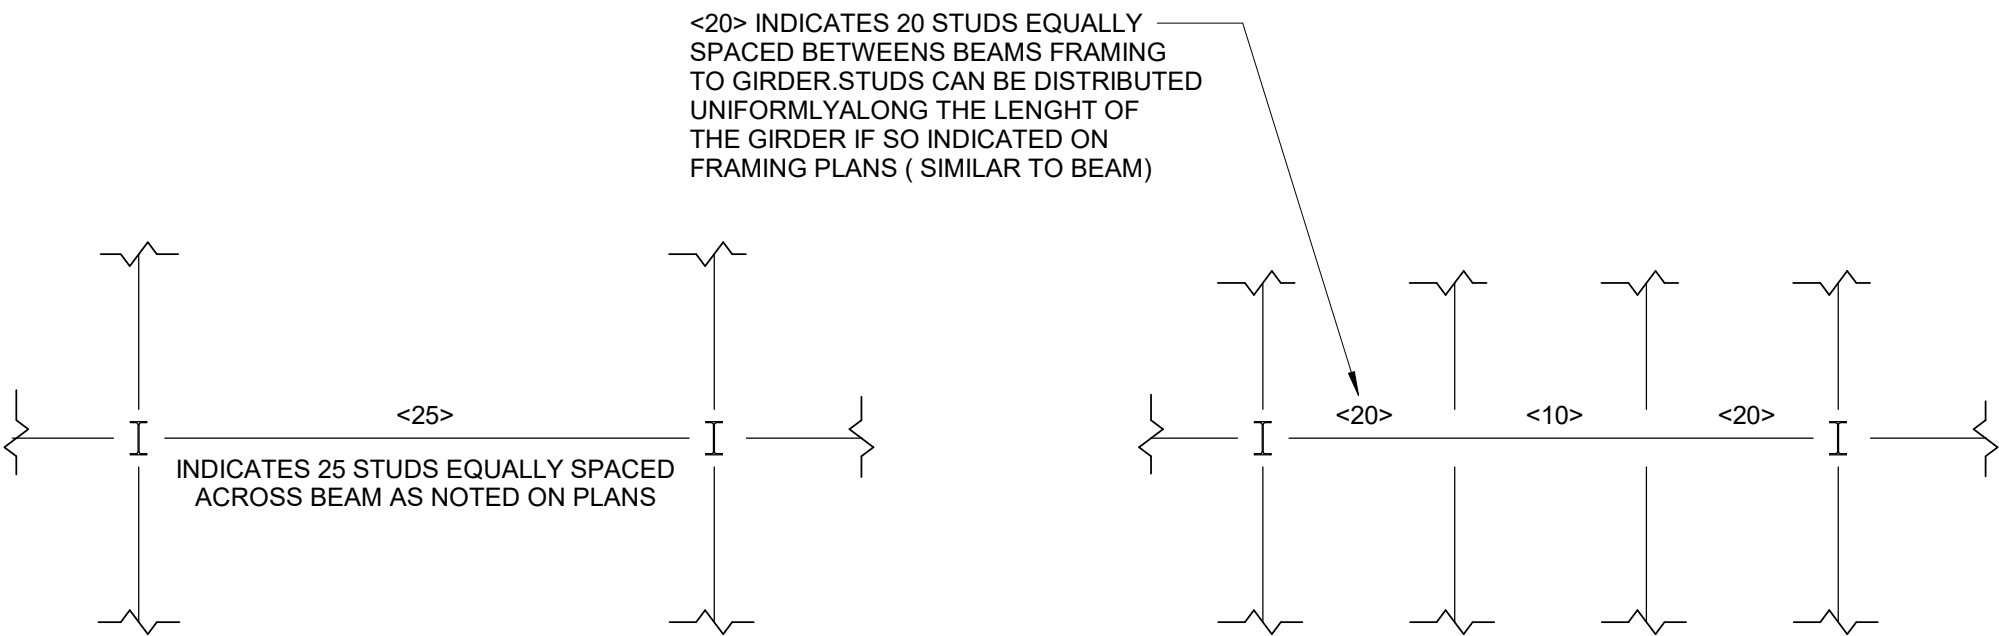 <20> INDICATES 20 STUDS EQUALLY
SPACED BETWEENS BEAMS FRAMING
TO GIRDER.STUDS CAN BE DISTRIBUTED
UNIFORMLYALONG THE LENGHT OF
THE GIRDER IF SO INDICATED ON
FRAMING PLANS ( SIMILAR TO BEAM)
<25>
INDICATES 25 STUDS EQUALLY SPACED
ACROSS BEAM AS NOTED ON PLANS
<20>
<10>
<20>